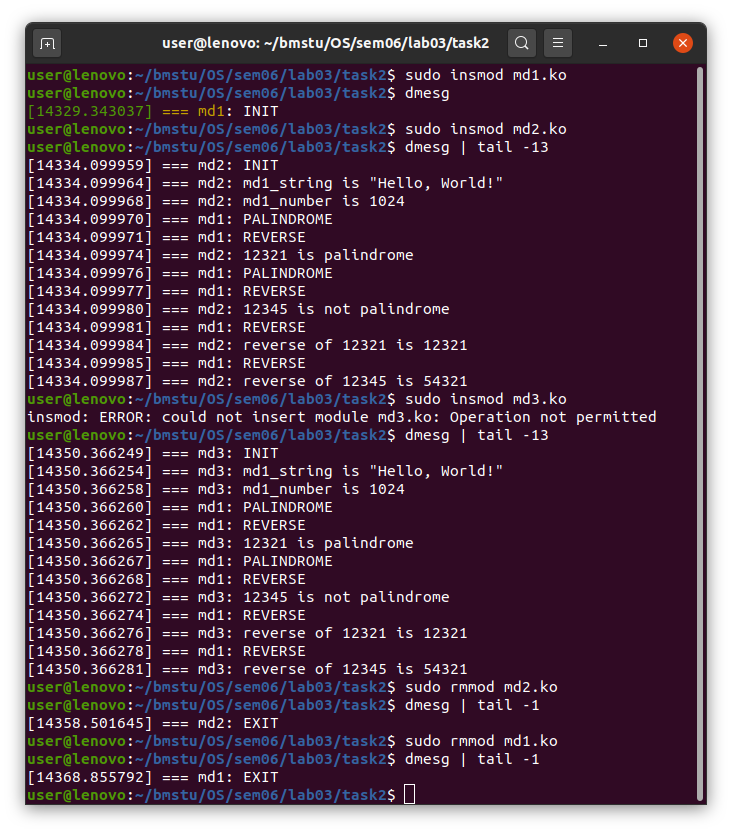 user@lenovo: ~/bmstu/OS/sem06/lab03/task2
user@lenovo:~/bmstu/OS/sem06/lab03/task2$ sudo insmod md1.ko
user@lenovo:~/bmstu/OS/sem06/lab03/task2$ dmesg
[14329.343037] === md1: INIT
user@lenovo:~/bmstu/OS/sem06/lab03/task2$ sudo insmod md2.ko
user@lenovo:~/bmstu/OS/sem06/lab03/task2$ dmesg | tail -13
[14334.099959] === md2: INIT
[14334.099964] === md2: md1_string is "Hello, World!"
[14334.099968] === md2: md1_number is 1024
[14334.099970] === md1: PALINDROME
[14334.099971] === md1: REVERSE
[14334.099974] === md2: 12321 is palindrome
[14334.099976] === md1: PALINDROME
[14334.099977] === md1: REVERSE
[14334.099980] === md2: 12345 is not palindrome
[14334.099981] === md1: REVERSE
[14334.099984] === md2: reverse of 12321 is 12321
[14334.099985] === md1: REVERSE
[14334.099987] === md2: reverse of 12345 is 54321
user@lenovo:~/bmstu/OS/sem06/lab03/task2$ sudo insmod md3.ko
insmod: ERROR: could not insert module md3.ko: Operation not permitted
user@lenovo:~/bmstu/OS/sem06/lab03/task2$ dmesg | tail -13
[14350.366249] === md3: INIT
[14350.366254] === md3: md1_string is "Hello, World!"
[14350.366258] === md3: md1_number is 1024
[14350.366260] === md1: PALINDROME
[14350.366262] === md1: REVERSE
[14350.366265] === md3: 12321 is palindrome
[14350.366267] === md1: PALINDROME
[14350.366268] === md1: REVERSE
[14350.366272] === md3: 12345 is not palindrome
[14350.366274] === md1: REVERSE
[14350.366276] === md3: reverse of 12321 is 12321
[14350.366278] === md1: REVERSE
[14350.366281] === md3: reverse of 12345 is 54321
user@lenovo:~/bmstu/OS/sem06/lab03/task2$ sudo rmmod md2.ko
user@lenovo:~/bmstu/OS/sem06/lab03/task2$ dmesg | tail -1
[14358.501645] === md2: EXIT
user@lenovo:~/bmstu/OS/sem06/lab03/task2$ sudo rmmod md1.ko
user@lenovo:~/bmstu/OS/sem06/lab03/task2$ dmesg | tail -1
[14368.855792] === md1: EXIT
user@lenovo:~/bmstu/OS/sem06/lab03/task2$